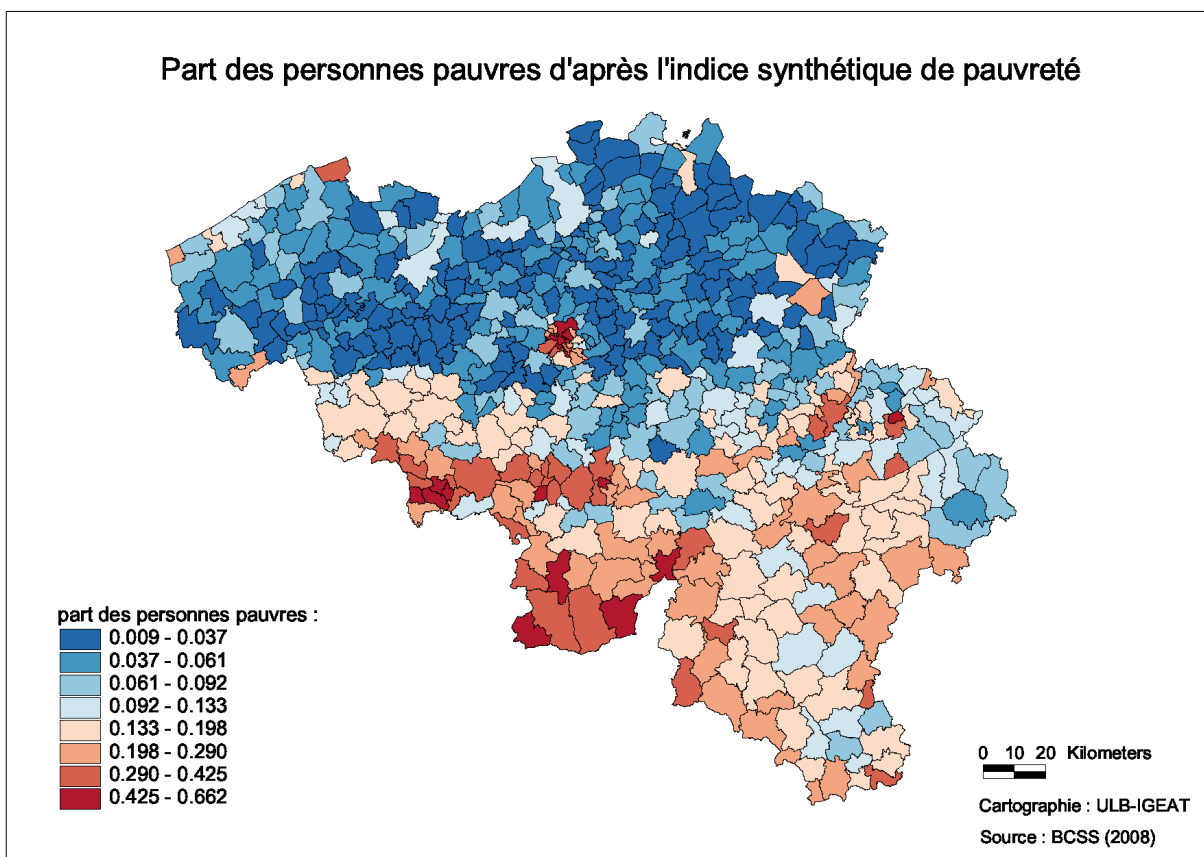 Part des personnes pauvres d'après l'indice synthétique de pauvreté
part des personnes pauvres :
0.009 - 0.037
0.037 - 0.061
0.061 - 0.092
0.092 - 0.133
0.133 - 0.198
0.198 - 0.290
0.290 - 0.425
0.425 - 0.662
0 10 20 Kilometers
Cartographie : ULB-IGEAT
Source : BCSS (2008)